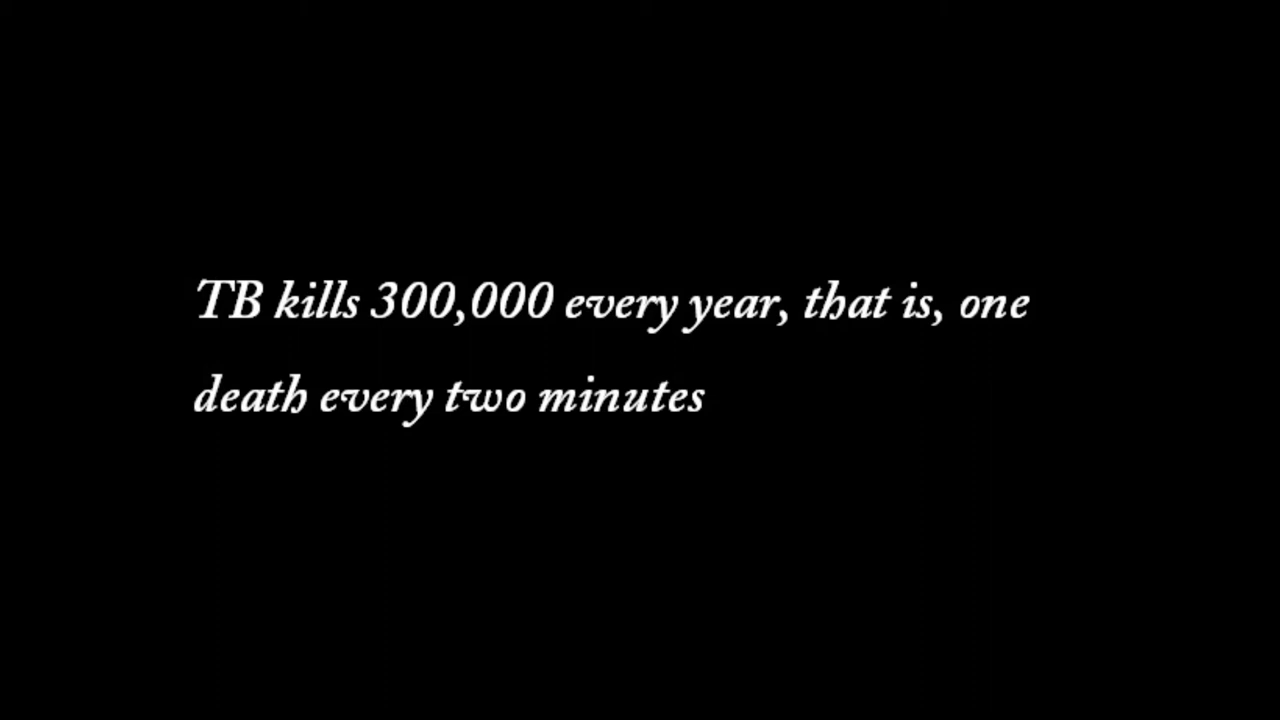 TB kills 300,000 every year, that is, one
death every two minutes